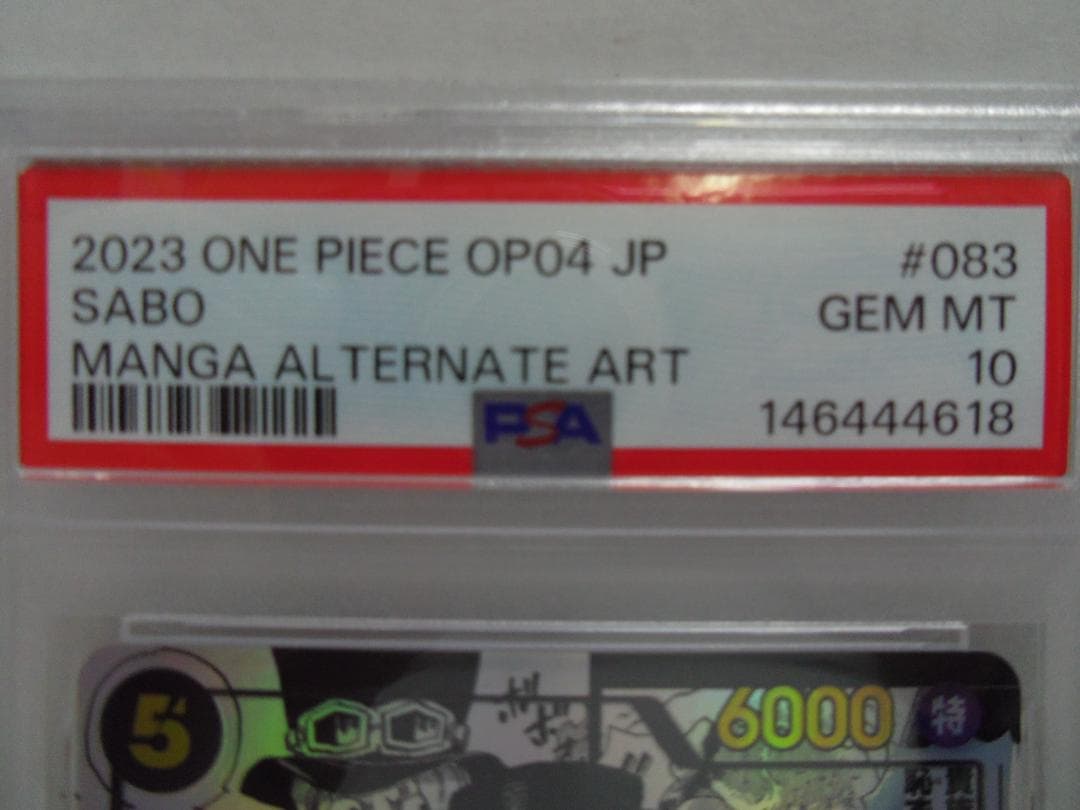 2023 ONE PIECE OP04 JP #083
SABO GEM MT
MANGA ALTERNATE ART 10
PSA 146444618
5
6000 特